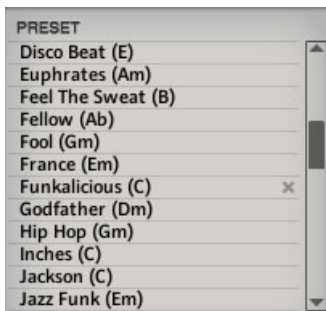 PRESET
Disco Beat (E)
Euphrates (Am)
Feel The Sweat (B)
Fellow (Ab)
Fool (Gm)
France (Em)
Funkalicious (C)
Godfather (Dm)
Hip Hop (Gm)
Inches (C)
Jackson (C)
Jazz Funk (Em)